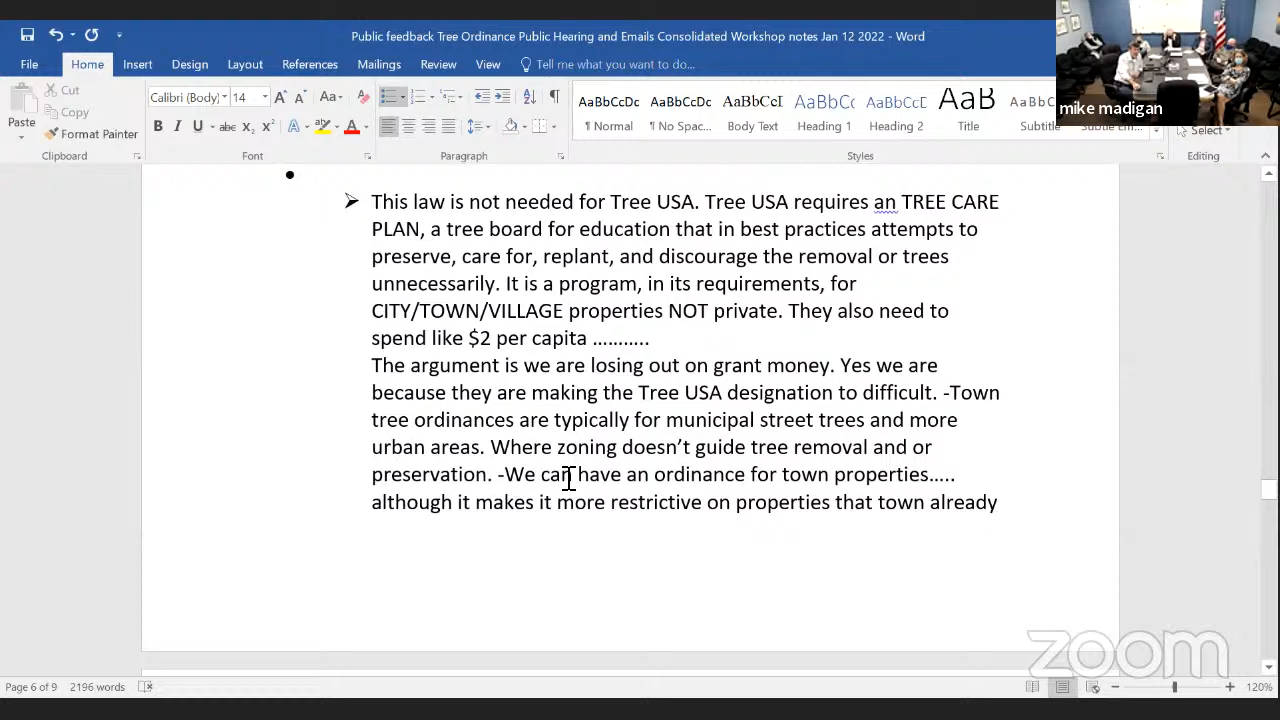 Public feedback Tree Ordinance Public Hearing and Emails Consolidated Workshop notes Jan 12 2022 - Word
File Home Insert Design Layout References Mailings Review View Tell me what you want to do...
mike madigan
Paste
Cut
Copy
Format Painter
Clipboard
Calibri (Body) 14
Aa
B I U abc X₂ X²
Font
Paragraph
AaBbCcDc AaBbCcDc AaBbCcI AaBbCc AaBbCcD AaB
¶ Normal ¶ No Spac... Body Text Heading 1 Heading 2 Title Subtitle
Styles
Select
Editing
• 
➢ This law is not needed for Tree USA. Tree USA requires an TREE CARE
PLAN, a tree board for education that in best practices attempts to
preserve, care for, replant, and discourage the removal or trees
unnecessarily. It is a program, in its requirements, for
CITY/TOWN/VILLAGE properties NOT private. They also need to
spend like $2 per capita ………..
The argument is we are losing out on grant money. Yes we are
because they are making the Tree USA designation to difficult. -Town
tree ordinances are typically for municipal street trees and more
urban areas. Where zoning doesn’t guide tree removal and or
preservation. -We can have an ordinance for town properties…..
although it makes it more restrictive on properties that town already
zoom
Page 6 of 9 2196 words
120%